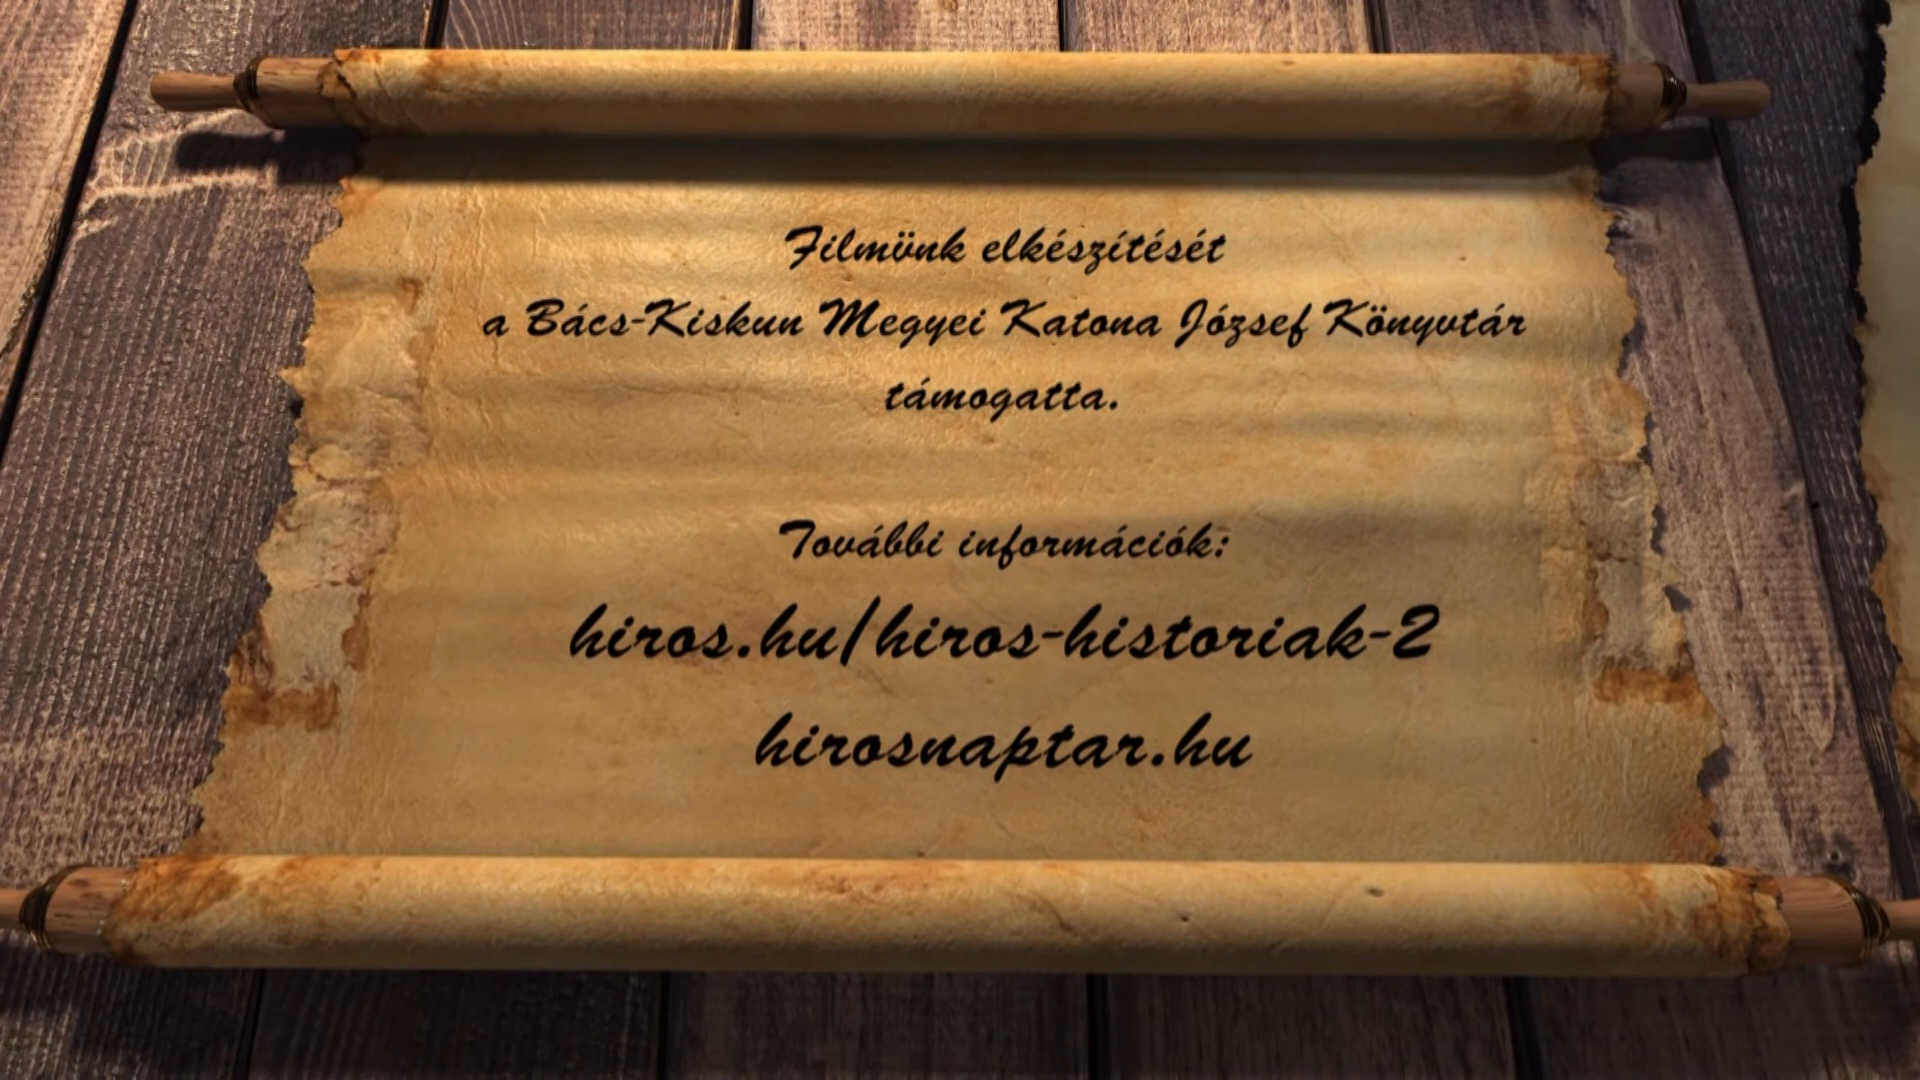 Filmünk elkészítését
a Bács-Kiskun Megyei Katona József Könyvtár
támogatta.
További információk:
hiros.hu/hiros-historiak-2
hirosnaptar.hu